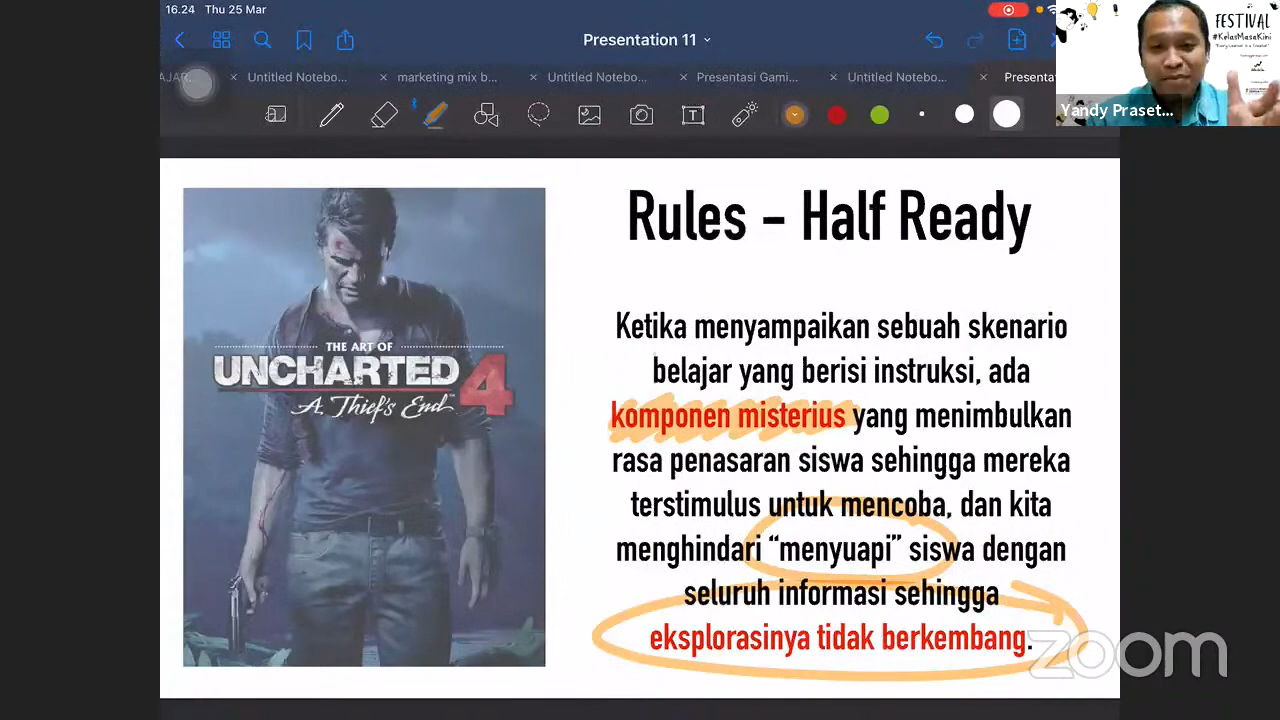 16.24 Thu 25 Mar
Presentation 11
AJAR
Untitled Notebo...
marketing mix b...
Untitled Notebo...
Presentasi Gami...
Untitled Notebo...
Presenta
FESTIVAL
#KelasMasaKini
Yandy Praset...
Rules – Half Ready
THE ART OF
UNCHARTED 4
A Thief's End
Ketika menyampaikan sebuah skenario
belajar yang berisi instruksi, ada
komponen misterius yang menimbulkan
rasa penasaran siswa sehingga mereka
terstimulus untuk mencoba, dan kita
menghindari “menyuapi” siswa dengan
seluruh informasi sehingga
eksplorasinya tidak berkembang.
zoom